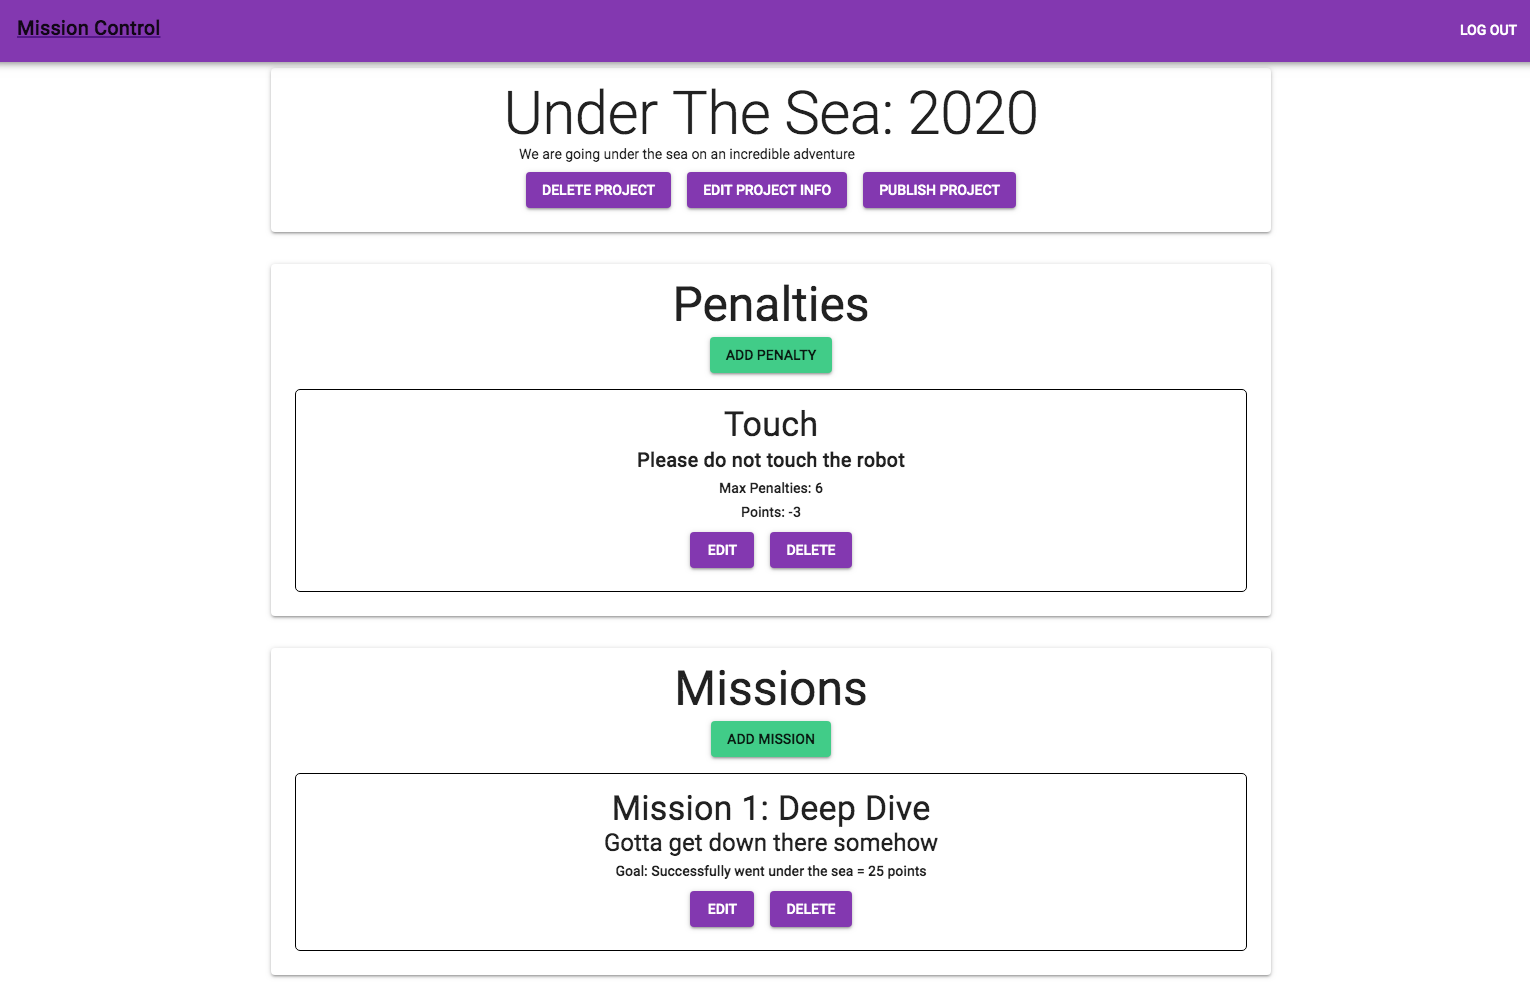 Mission Control
LOG OUT
Under The Sea: 2020
We are going under the sea on an incredible adventure
DELETE PROJECT
EDIT PROJECT INFO
PUBLISH PROJECT
Penalties
ADD PENALTY
Touch
Please do not touch the robot
Max Penalties: 6
Points: -3
EDIT
DELETE
Missions
ADD MISSION
Mission 1: Deep Dive
Gotta get down there somehow
Goal: Successfully went under the sea = 25 points
EDIT
DELETE